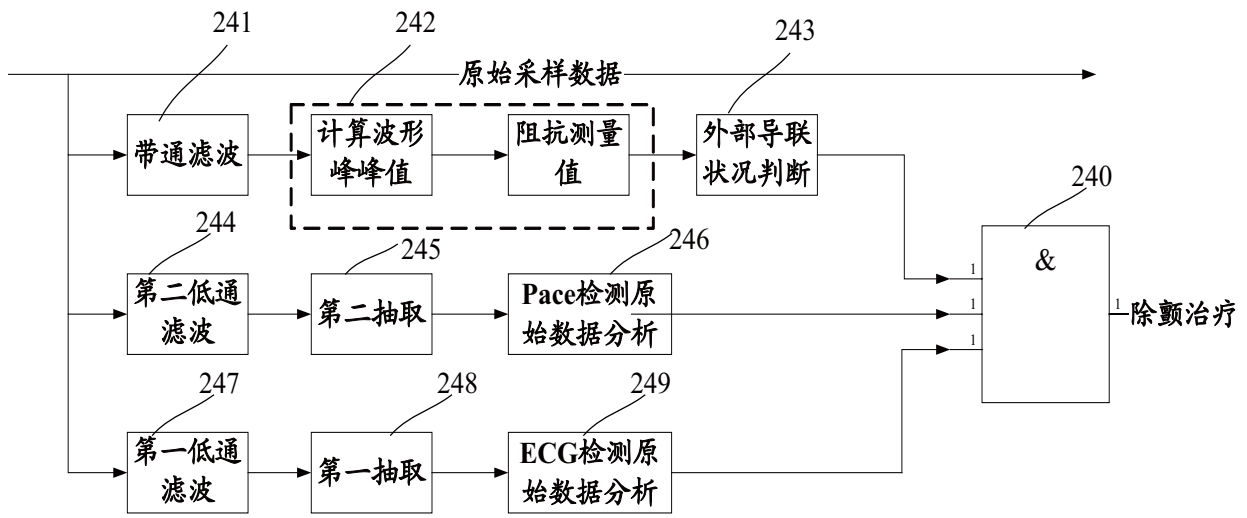 241
242
243
原始采样数据
带通滤波
计算波形
峰峰值
阻抗测量
值
外部导联
状况判断
240
&
244
245
246
第二低通
滤波
第二抽取
Pace检测原
始数据分析
1
1
1
1
除颤治疗
247
248
249
第一低通
滤波
第一抽取
ECG检测原
始数据分析